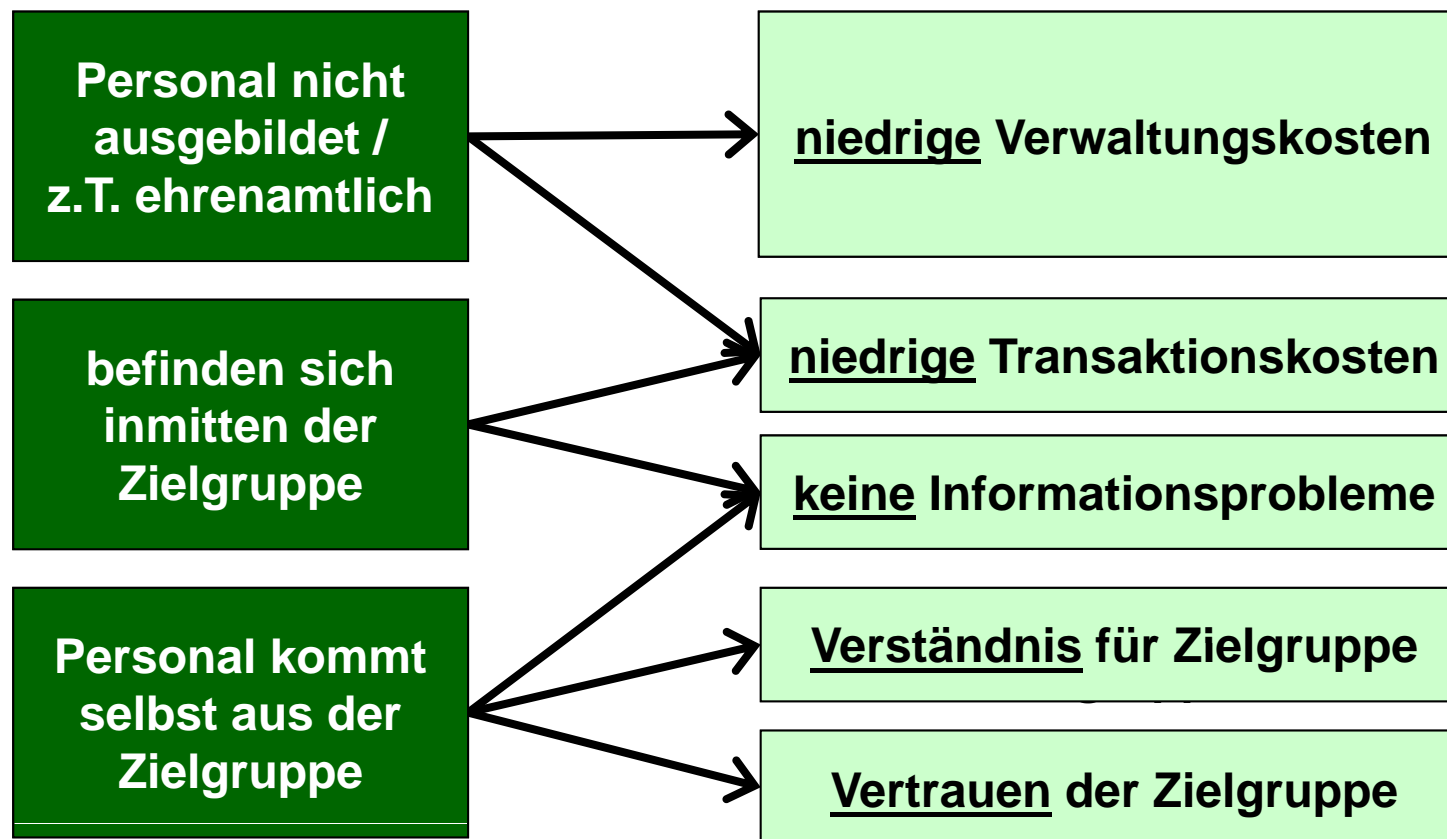 Personal nicht
ausgebildet /
z.T. ehrenamtlich
niedrige Verwaltungskosten
befinden sich
inmitten der
Zielgruppe
niedrige Transaktionskosten
keine Informationsprobleme
Personal kommt
selbst aus der
Zielgruppe
Verständnis für Zielgruppe
Vertrauen der Zielgruppe